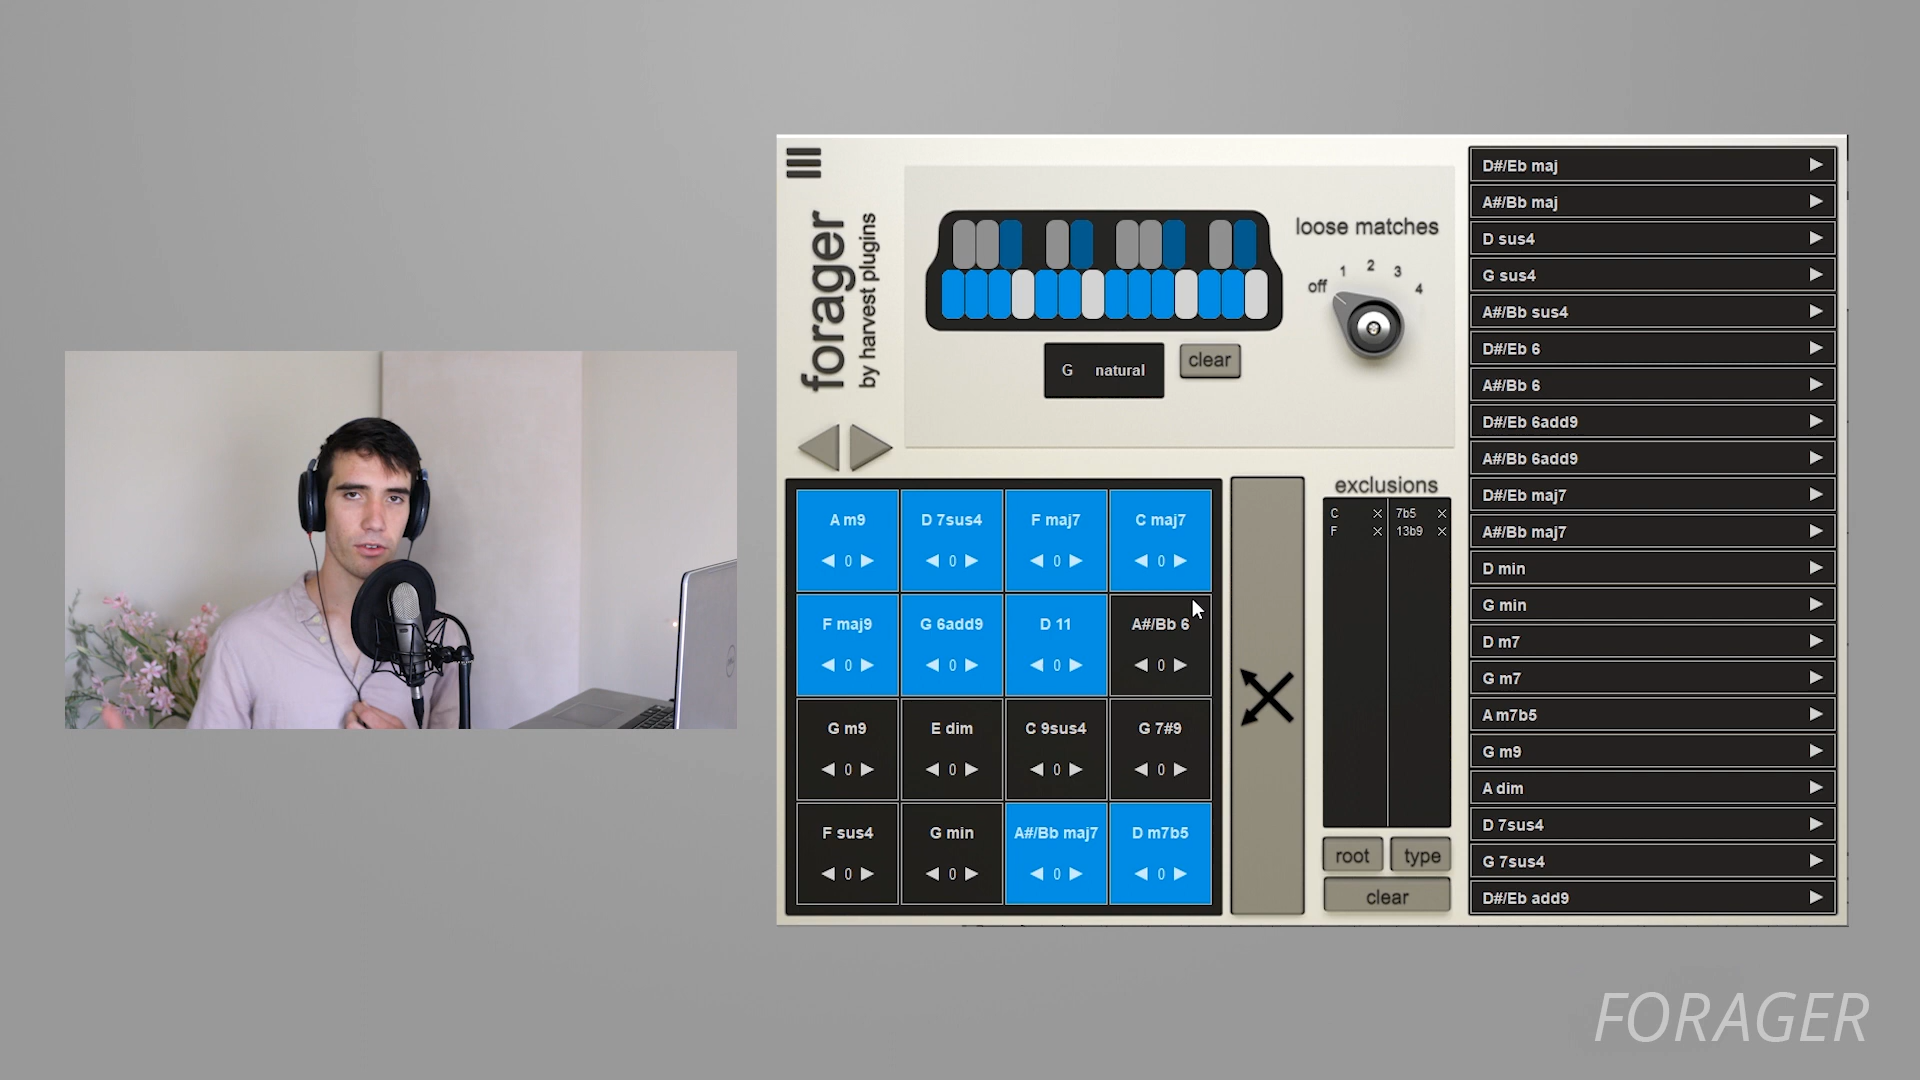 forager
by harvest plugins
loose matches
off 1 2 3 4
G natural
clear
A m9
0
D 7sus4
0
F maj7
0
C maj7
0
F maj9
0
G 6add9
0
D 11
0
A#/Bb 6
0
G m9
0
E dim
0
C 9sus4
0
G 7#9
0
F sus4
0
G min
0
A#/Bb maj7
0
D m7b5
0
exclusions
C × 7b5 ×
F × 13b9 ×
root
type
clear
D#/Eb maj
A#/Bb maj
D sus4
G sus4
A#/Bb sus4
D#/Eb 6
A#/Bb 6
D#/Eb 6add9
A#/Bb 6add9
D#/Eb maj7
A#/Bb maj7
D min
G min
D m7
G m7
A m7b5
G m9
A dim
D 7sus4
G 7sus4
D#/Eb add9
FORAGER